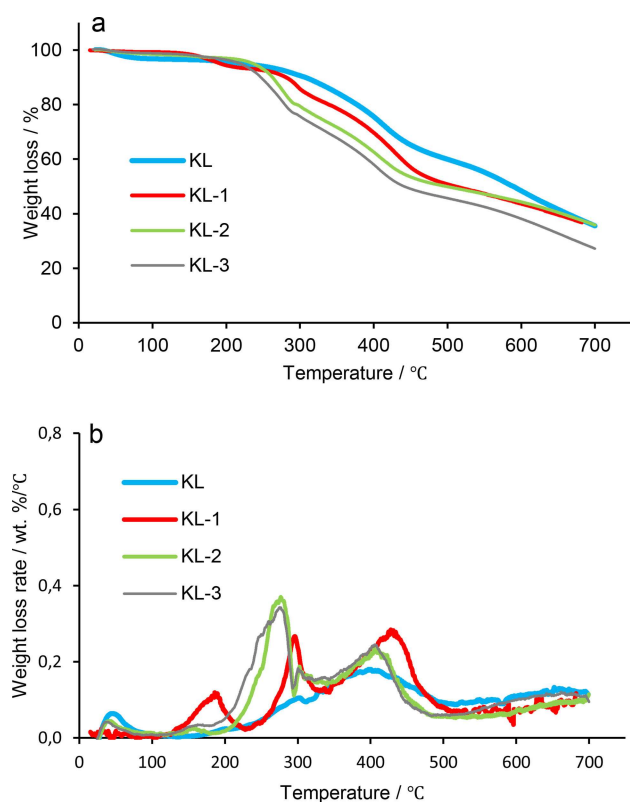 a
Weight loss / %
100
80
60
40
20
0
KL
KL-1
KL-2
KL-3
0 100 200 300 400 500 600 700
Temperature / ℃
b
Weight loss rate / wt. %/℃
0,8
0,6
0,4
0,2
0,0
KL
KL-1
KL-2
KL-3
0 100 200 300 400 500 600 700
Temperature / ℃